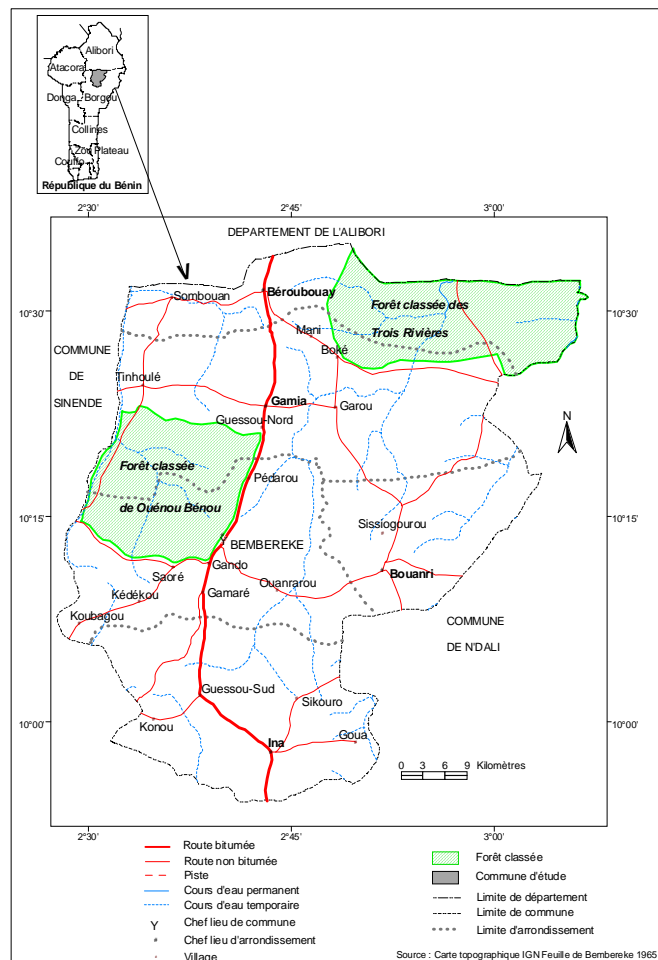 Alibori
Atacora
Donga
Borgou
Collines
Zou
Plateau
Couffo
République du Bénin
2°30'
2°45'
3°00'
DEPARTEMENT DE L'ALIBORI
Sombouan
Béroubouay
Forêt classée des
Trois Rivières
10°30'
10°30'
Mani
Boké
COMMUNE
DE
SINENDE
Tinhoulé
Gamia
Garou
Guessou-Nord
N
Forêt classée
de Ouénou Bénou
Pédarou
10°15'
10°15'
Sissiogourou
BEMBEREKE
Gando
Saoré
Ouanrarou
Bouanri
Kédékou
Gamaré
Koubagou
COMMUNE
DE N'DALI
Guessou-Sud
Sikouro
10°00'
10°00'
Konou
Ina
Goua
0 3 6 9 Kilomètres
2°30'
2°45'
3°00'
Route bitumée
Route non bitumée
Piste
Cours d'eau permanent
Cours d'eau temporaire
Chef lieu de commune
Chef lieu d'arrondissement
Village
Forêt classée
Commune d'étude
Limite de département
Limite de commune
Limite d'arrondissement
Source : Carte topographique IGN Feuille de Bembereke 1965